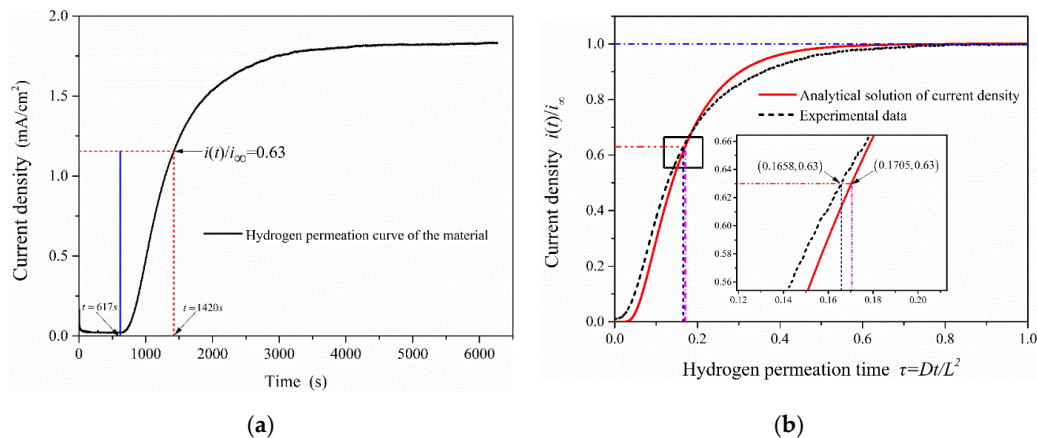 2.0
1.5
1.0
0.5
0.0
Current density (mA/cm²)
i(t)/i∞=0.63
Hydrogen permeation curve of the material
t=617s
t=1420s
0 1000 2000 3000 4000 5000 6000
Time (s)
(a)
1.0
0.8
0.6
0.4
0.2
0.0
Current density i(t)/i∞
Analytical solution of current density
Experimental data
0.66
0.64
0.62
0.60
0.58
0.56
(0.1658,0.63)
(0.1705,0.63)
0.12 0.14 0.16 0.18 0.20
0.0 0.2 0.4 0.6 0.8 1.0
Hydrogen permeation time τ=Dt/L²
(b)